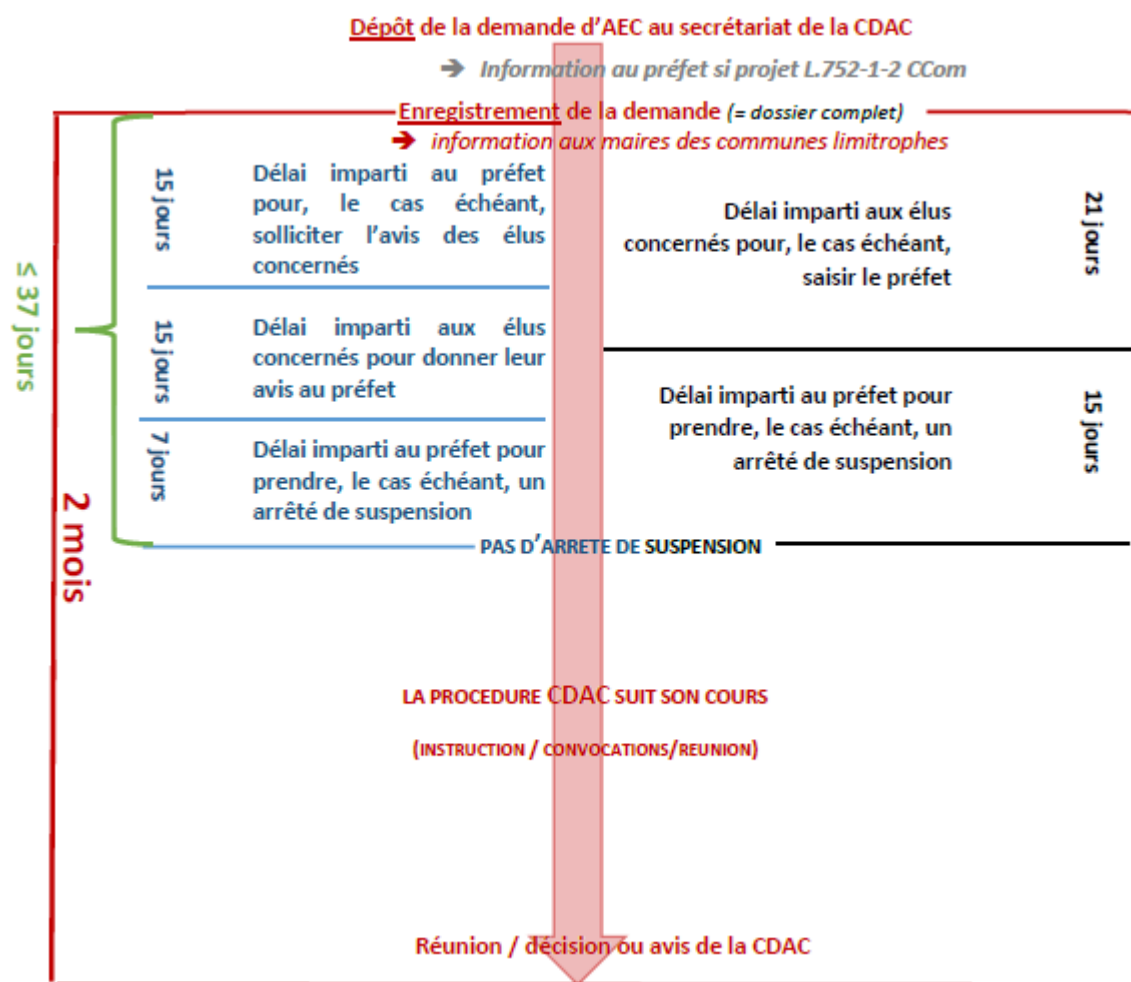 Dépôt de la demande d’AEC au secrétariat de la CDAC
➔ Information au préfet si projet L.752-1-2 CCom
Enregistrement de la demande (= dossier complet)
➔ information aux maires des communes limitrophes
≤ 37 jours
2 mois
15 jours
Délai imparti au préfet
pour, le cas échéant,
solliciter l’avis des élus
concernés
15 jours
Délai imparti aux élus
concernés pour donner leur
avis au préfet
7 jours
Délai imparti au préfet pour
prendre, le cas échéant, un
arrêté de suspension
Délai imparti aux élus
concernés pour, le cas échéant,
saisir le préfet
21 jours
Délai imparti au préfet pour
prendre, le cas échéant, un
arrêté de suspension
15 jours
PAS D’ARRETE DE SUSPENSION
LA PROCEDURE CDAC SUIT SON COURS
(INSTRUCTION / CONVOCATIONS/REUNION)
Réunion / décision ou avis de la CDAC